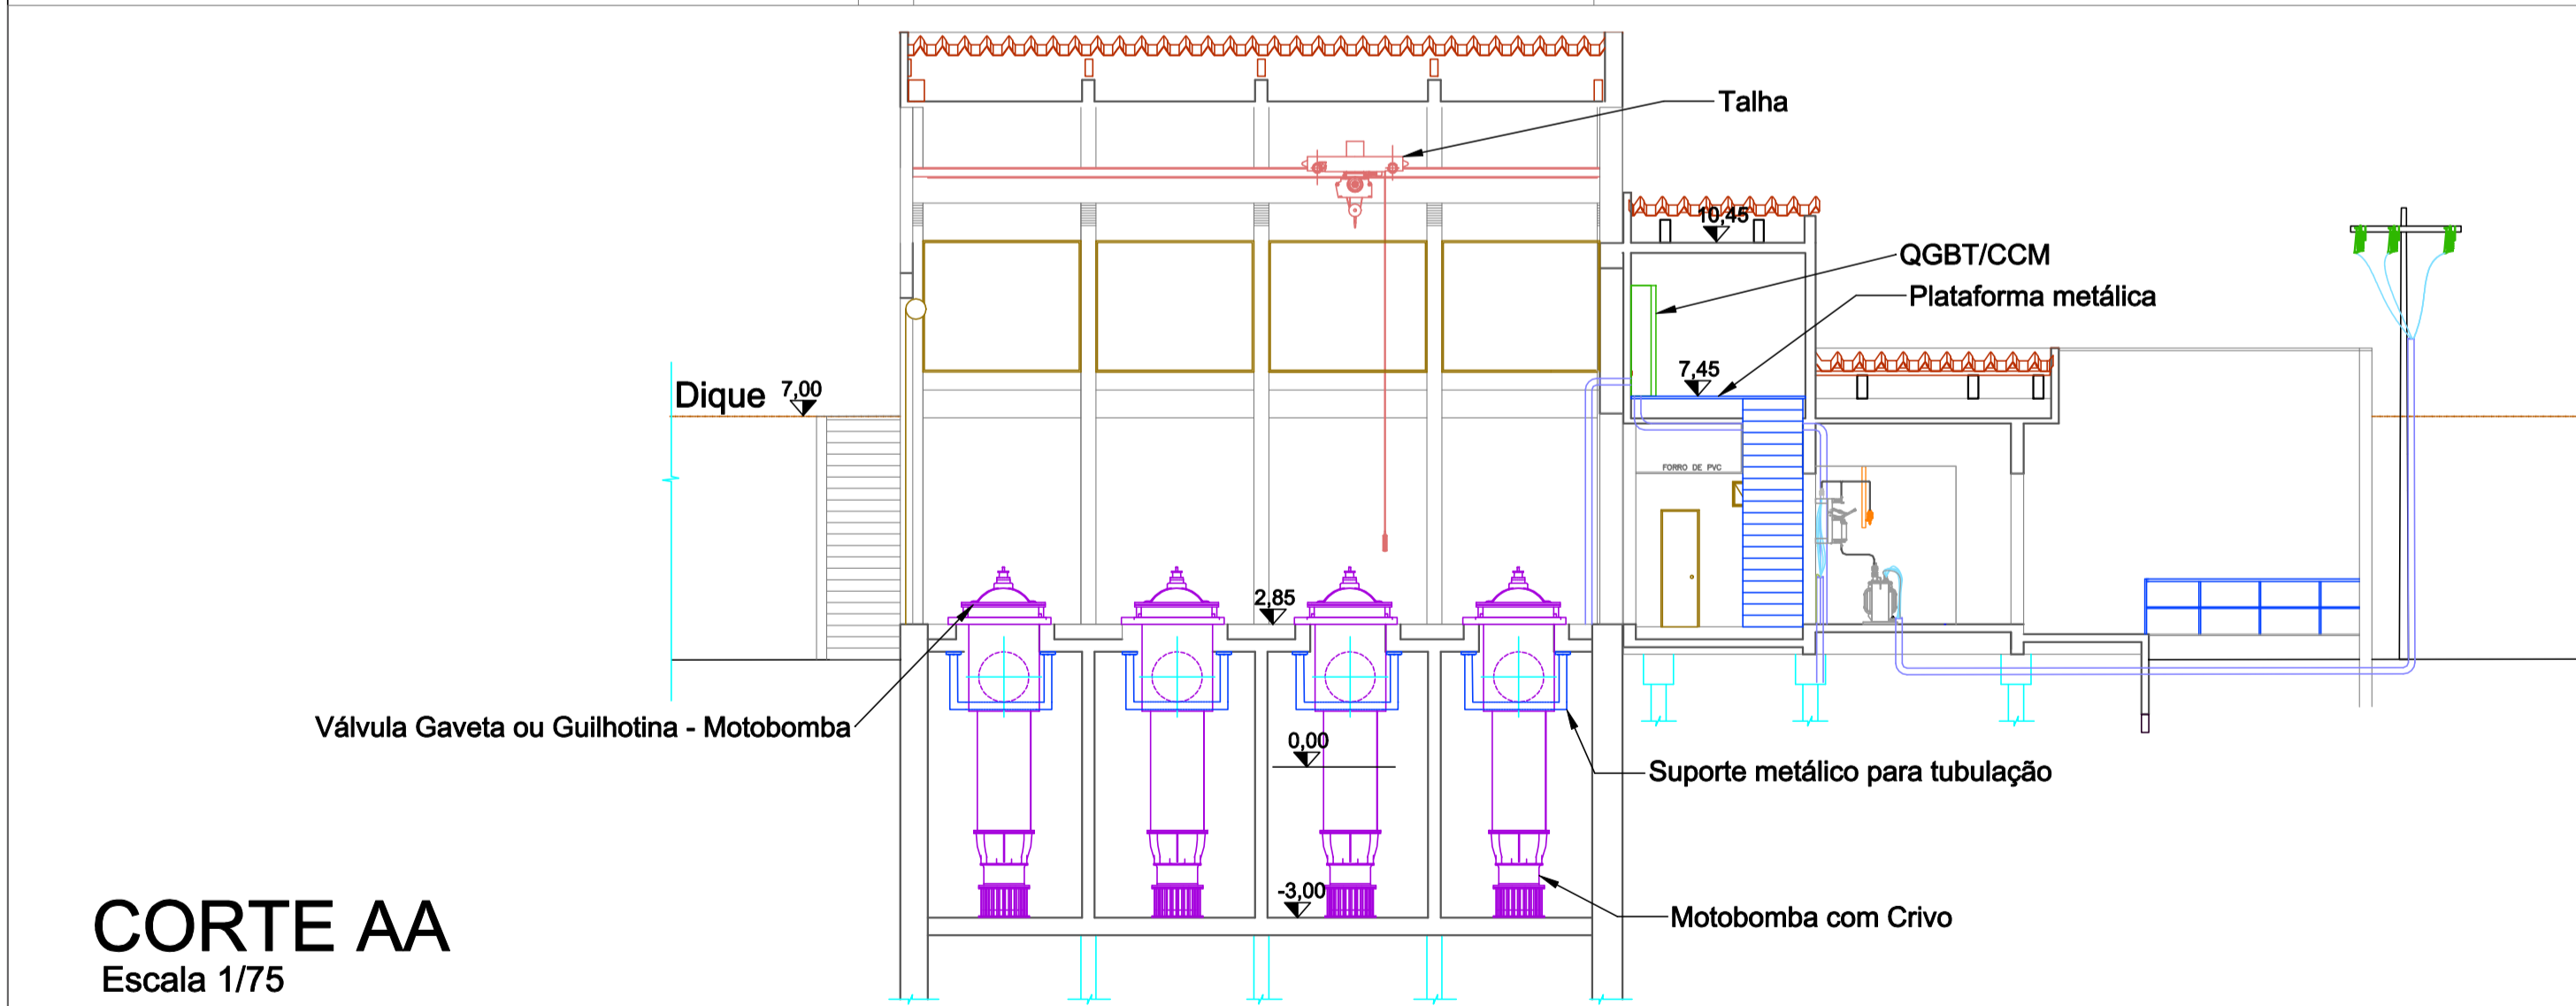 Talha
10,45
QGBT/CCM
Plataforma metálica
7,45
Dique 7,00
FORRO DE PVC
2,85
Válvula Gaveta ou Guilhotina - Motobomba
0,00
Suporte metálico para tubulação
-3,00
Motobomba com Crivo
CORTE AA
Escala 1/75